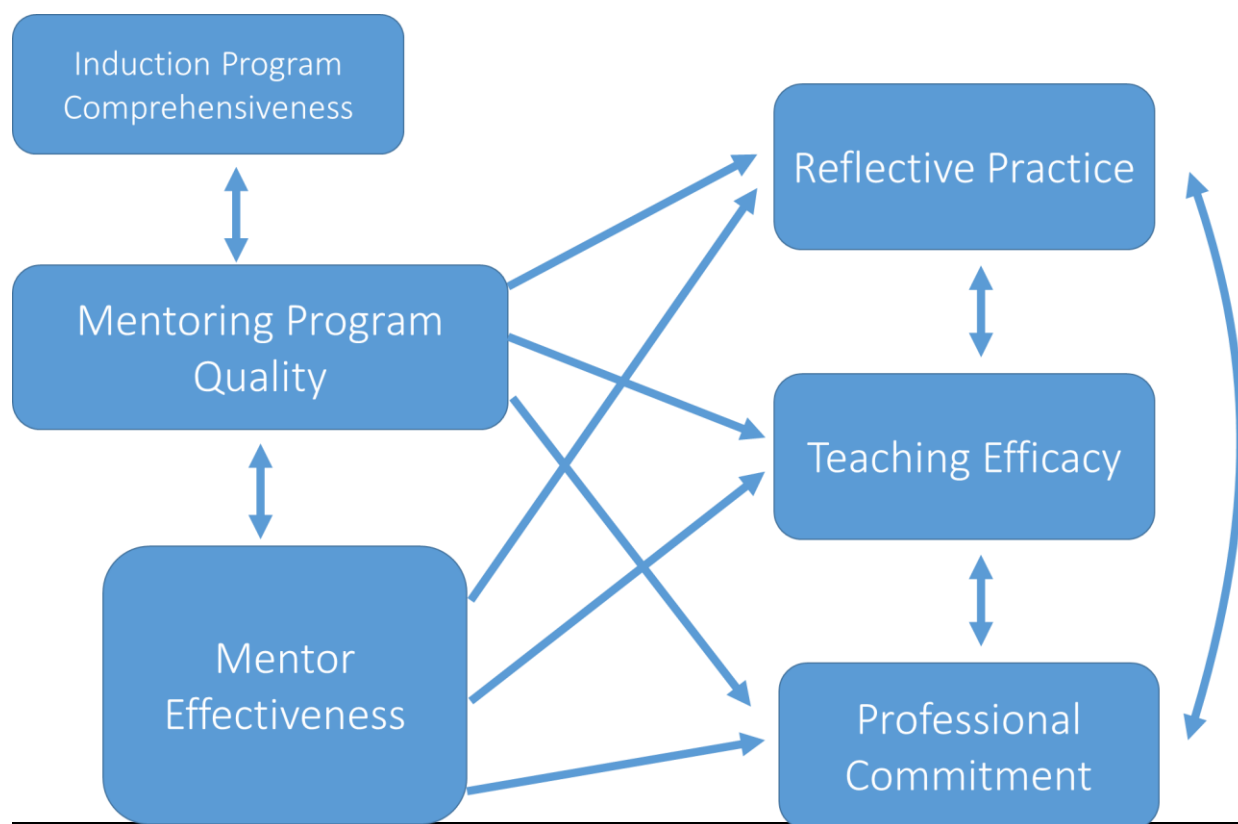 Induction Program
Comprehensiveness
Mentoring Program
Quality
Mentor
Effectiveness
Reflective Practice
Teaching Efficacy
Professional
Commitment